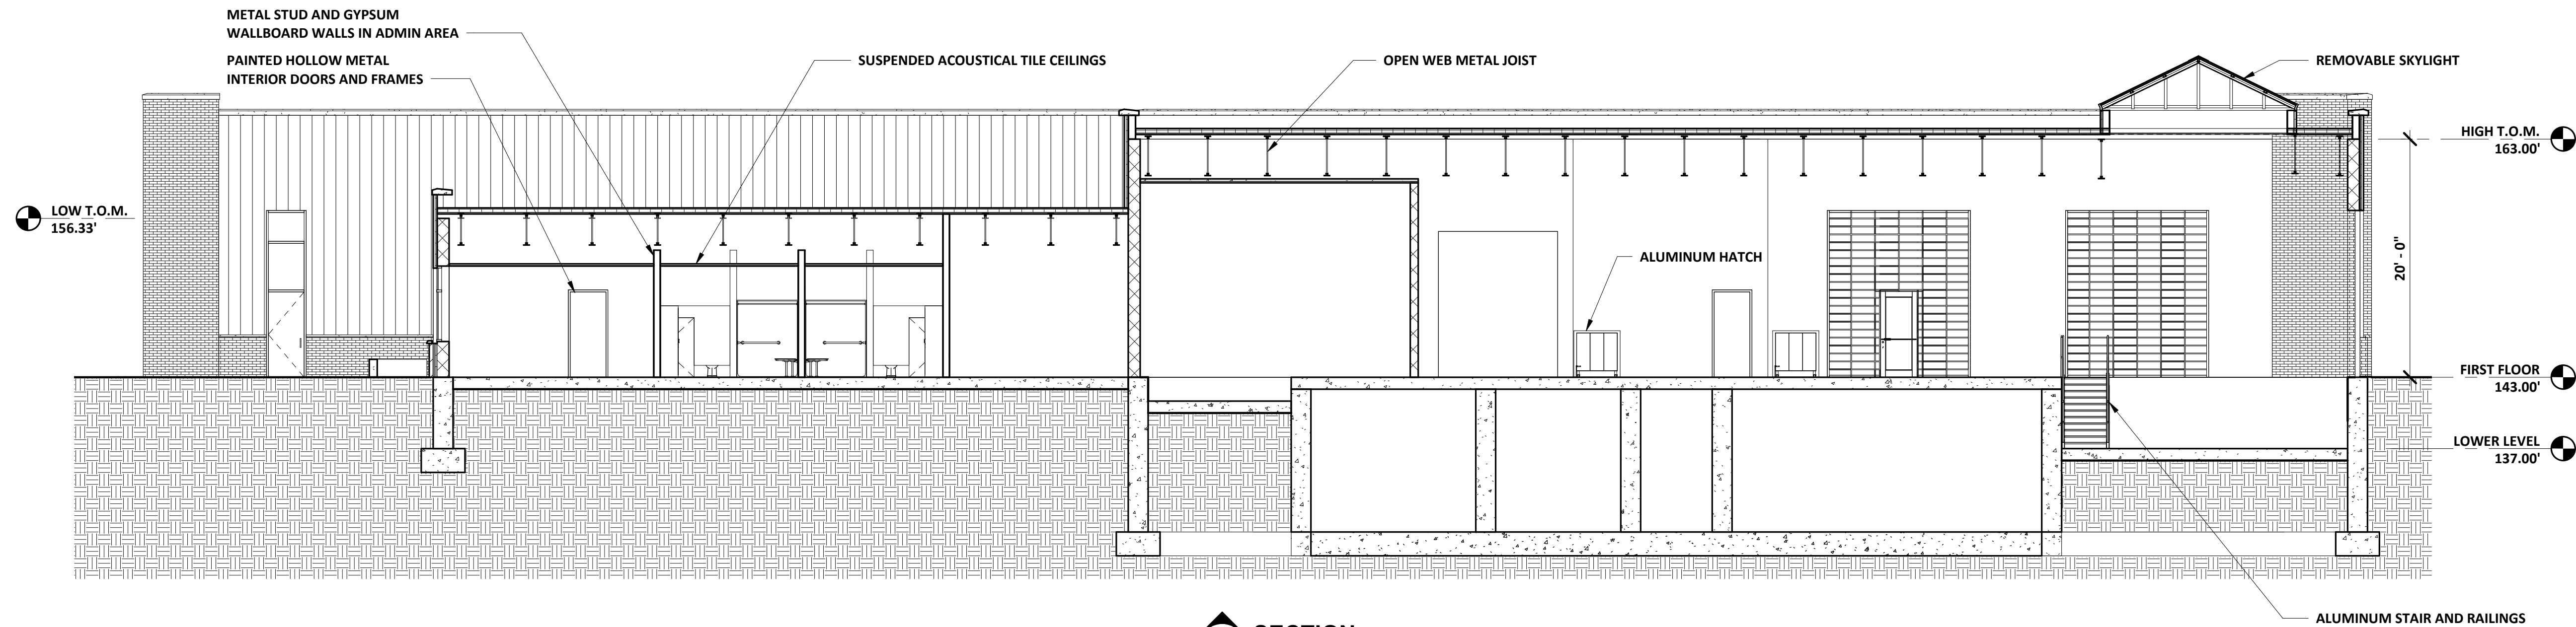 METAL STUD AND GYPSUM
WALLBOARD WALLS IN ADMIN AREA
PAINTED HOLLOW METAL
INTERIOR DOORS AND FRAMES
SUSPENDED ACOUSTICAL TILE CEILINGS
OPEN WEB METAL JOIST
REMOVABLE SKYLIGHT
HIGH T.O.M.
163.00'
LOW T.O.M.
156.33'
ALUMINUM HATCH
20' - 0"
FIRST FLOOR
143.00'
LOWER LEVEL
137.00'
ALUMINUM STAIR AND RAILINGS
SECTION